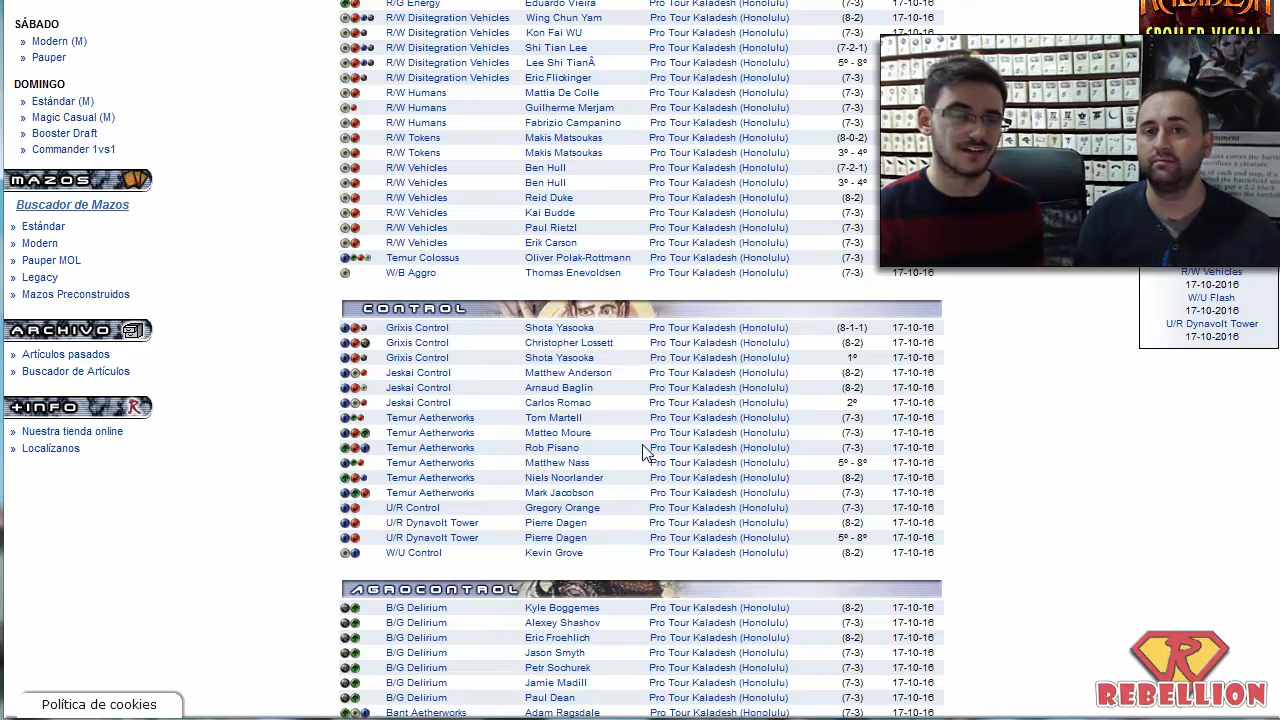 SÁBADO
» Modern (M)
» Pauper
DOMINGO
» Estándar (M)
» Magic Casual (M)
» Booster Draft
» Commander 1vs1
MAZOS
Buscador de Mazos
» Estándar
» Modern
» Pauper MOL
» Legacy
» Mazos Preconstruidos
ARCHIVO
» Artículos pasados
» Buscador de Artículos
+INFO
» Nuestra tienda online
» Localízanos
Política de cookies
R/G Energy Eduardo Vieira Pro Tour Kaladesh (Honolulu) (7-3) 17-10-16
R/W Disitegration Vehicles Wing Chun Yam Pro Tour Kaladesh (Honolulu) (8-2) 17-10-16
R/W Disitegration Vehicles Kon Fai WU Pro Tour Kaladesh (Honolulu) (7-3) 17-10-16
R/W Disitegration Vehicles Shi Tian Lee Pro Tour Kaladesh (Honolulu) (7-2-1)
R/W Disitegration Vehicles Lee Shi TianÂ Pro Tour Kaladesh (Honolulu) 5º - 8º
R/W Disitegration Vehicles Eric Flickinger Pro Tour Kaladesh (Honolulu) (7-3)
R/W Humans Mattia De Colle Pro Tour Kaladesh (Honolulu) (7-3)
R/W Humans Guilherme Merjam Pro Tour Kaladesh (Honolulu) (7-3)
R/W Humans Fabrizio Campanino Pro Tour Kaladesh (Honolulu) (7-3)
R/W Tokens Makis Matsoukas Pro Tour Kaladesh (Honolulu) (8-0-2)
R/W Tokens Makis Matsoukas Pro Tour Kaladesh (Honolulu) 3º - 4º
R/W Vehicles Ben Hull Pro Tour Kaladesh (Honolulu) (7-2-1)
R/W Vehicles Ben Hull Pro Tour Kaladesh (Honolulu)
R/W Vehicles Reid Duke Pro Tour Kaladesh (Honolulu) (8-2)
R/W Vehicles Kai Budde Pro Tour Kaladesh (Honolulu) (7-3)
R/W Vehicles Paul Rietzl Pro Tour Kaladesh (Honolulu) (7-3)
R/W Vehicles Erik Carson Pro Tour Kaladesh (Honolulu) (7-3)
Temur Colossus Oliver Polak-Rottmann Pro Tour Kaladesh (Honolulu) (7-3)
W/B Aggro Thomas Enevoldsen Pro Tour Kaladesh (Honolulu) (7-3) 17-10-16
CONTROL
Grixis Control Shota Yasooka Pro Tour Kaladesh (Honolulu) (8-1-1) 17-10-16
Grixis Control Christopher Lossett Pro Tour Kaladesh (Honolulu) (8-2) 17-10-16
Grixis Control Shota Yasooka Pro Tour Kaladesh (Honolulu) 1º 17-10-16
Jeskai Control Matthew Anderson Pro Tour Kaladesh (Honolulu) (8-2) 17-10-16
Jeskai Control Arnaud Baglin Pro Tour Kaladesh (Honolulu) (8-2) 17-10-16
Jeskai Control Carlos Romao Pro Tour Kaladesh (Honolulu) 2º 17-10-16
Temur Aetherworks Tom Martell Pro Tour Kaladesh (Honolulu) (7-3) 17-10-16
Temur Aetherworks Matteo Moure Pro Tour Kaladesh (Honolulu) (7-3) 17-10-16
Temur Aetherworks Rob Pisano Pro Tour Kaladesh (Honolulu) (7-3) 17-10-16
Temur Aetherworks Matthew Nass Pro Tour Kaladesh (Honolulu) 5º - 8º 17-10-16
Temur Aetherworks Niels Noorlander Pro Tour Kaladesh (Honolulu) (8-2) 17-10-16
Temur Aetherworks Mark Jacobson Pro Tour Kaladesh (Honolulu) (7-3) 17-10-16
U/R Control Gregory Orange Pro Tour Kaladesh (Honolulu) (7-3) 17-10-16
U/R Dynavolt Tower Pierre Dagen Pro Tour Kaladesh (Honolulu) (8-2) 17-10-16
U/R Dynavolt Tower Pierre Dagen Pro Tour Kaladesh (Honolulu) 5º - 8º 17-10-16
W/U Control Kevin Grove Pro Tour Kaladesh (Honolulu) (8-2) 17-10-16
AGROCONTROL
B/G Delirium Kyle Boggemes Pro Tour Kaladesh (Honolulu) (8-2) 17-10-16
B/G Delirium Alexey Shashov Pro Tour Kaladesh (Honolulu) (7-3) 17-10-16
B/G Delirium Eric Froehlich Pro Tour Kaladesh (Honolulu) (8-2) 17-10-16
B/G Delirium Jason Smyth Pro Tour Kaladesh (Honolulu) (7-3) 17-10-16
B/G Delirium Petr Sochurek Pro Tour Kaladesh (Honolulu) (7-3) 17-10-16
B/G Delirium Jamie Madill Pro Tour Kaladesh (Honolulu) (7-3) 17-10-16
B/G Delirium Paul Dean Pro Tour Kaladesh (Honolulu) (8-2) 17-10-16
Bant Aetherworks Adam Ragsdale Pro Tour Kaladesh (Honolulu) (7-3) 17-10-16
KALADESH
SPOILER VISUAL
R/W Vehicles
17-10-2016
W/U Flash
17-10-2016
U/R Dynavolt Tower
17-10-2016
R
REBELLION